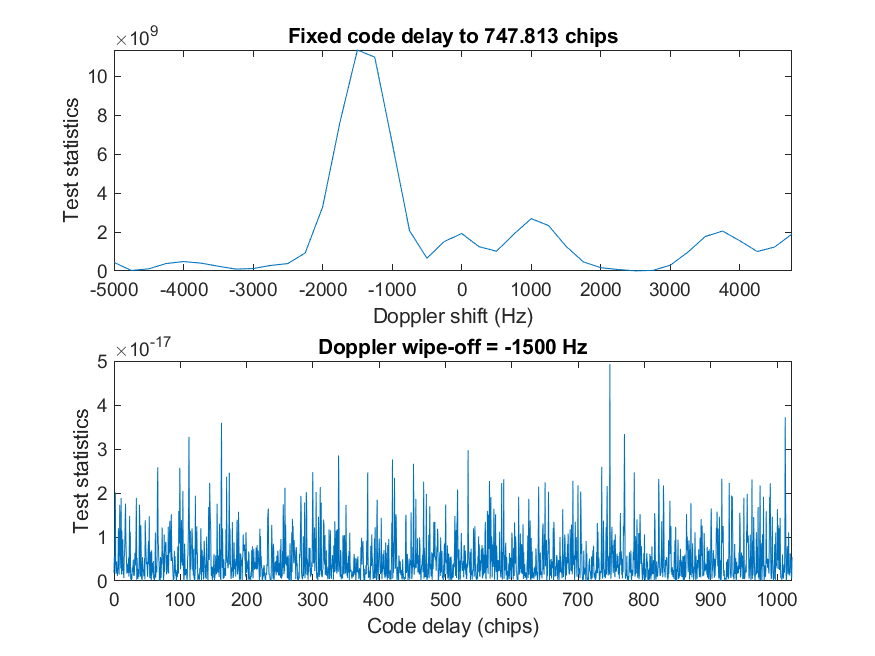 Fixed code delay to 747.813 chips
×10⁹
10
8
6
4
2
0
Test statistics
-5000 -4000 -3000 -2000 -1000 0 1000 2000 3000 4000
Doppler shift (Hz)
Doppler wipe-off = -1500 Hz
×10⁻¹⁷
5
4
3
2
1
0
Test statistics
0 100 200 300 400 500 600 700 800 900 1000
Code delay (chips)